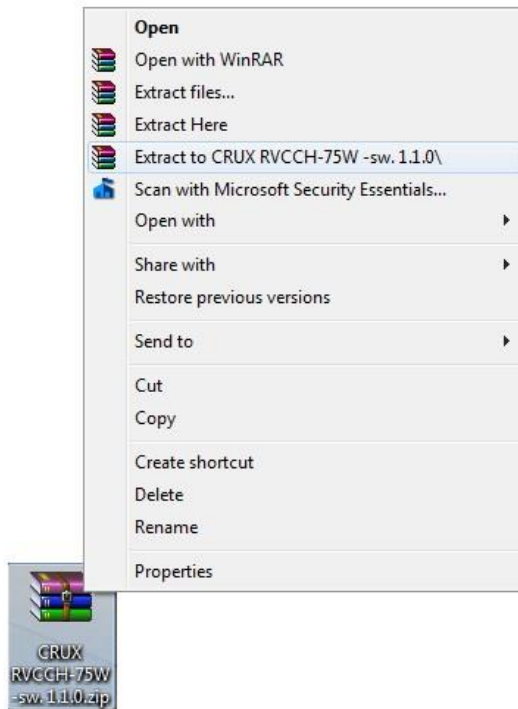 Open
Open with WinRAR
Extract files...
Extract Here
Extract to CRUX RVCCH-75W -sw. 1.1.0\
Scan with Microsoft Security Essentials...
Open with
Share with
Restore previous versions
Send to
Cut
Copy
Create shortcut
Delete
Rename
Properties
CRUX
RVCCH-75W
-sw. 1.1.0.zip